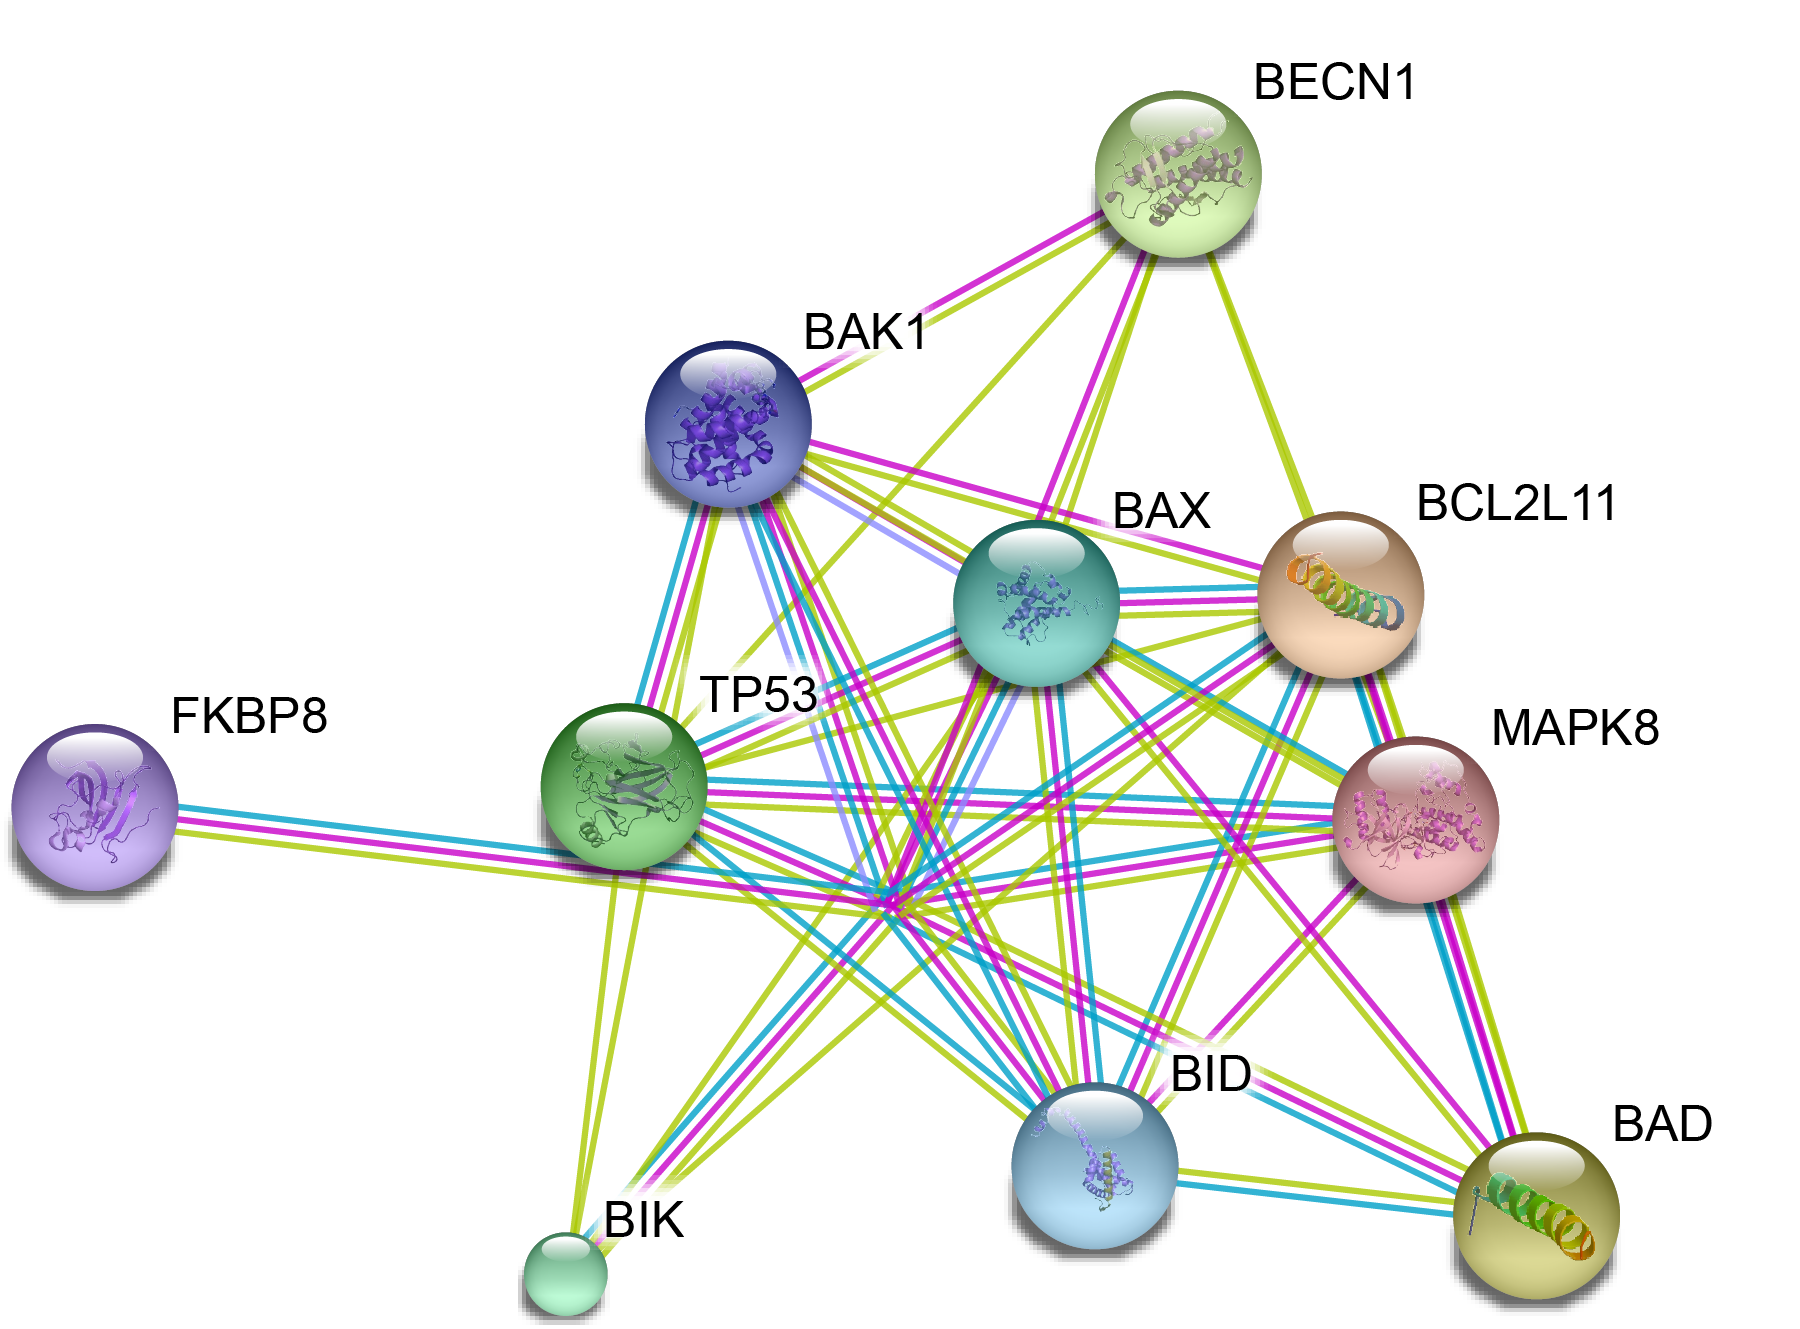 BECN1
BAK1
BAX
BCL2L11
TP53
FKBP8
MAPK8
BID
BAD
BIK